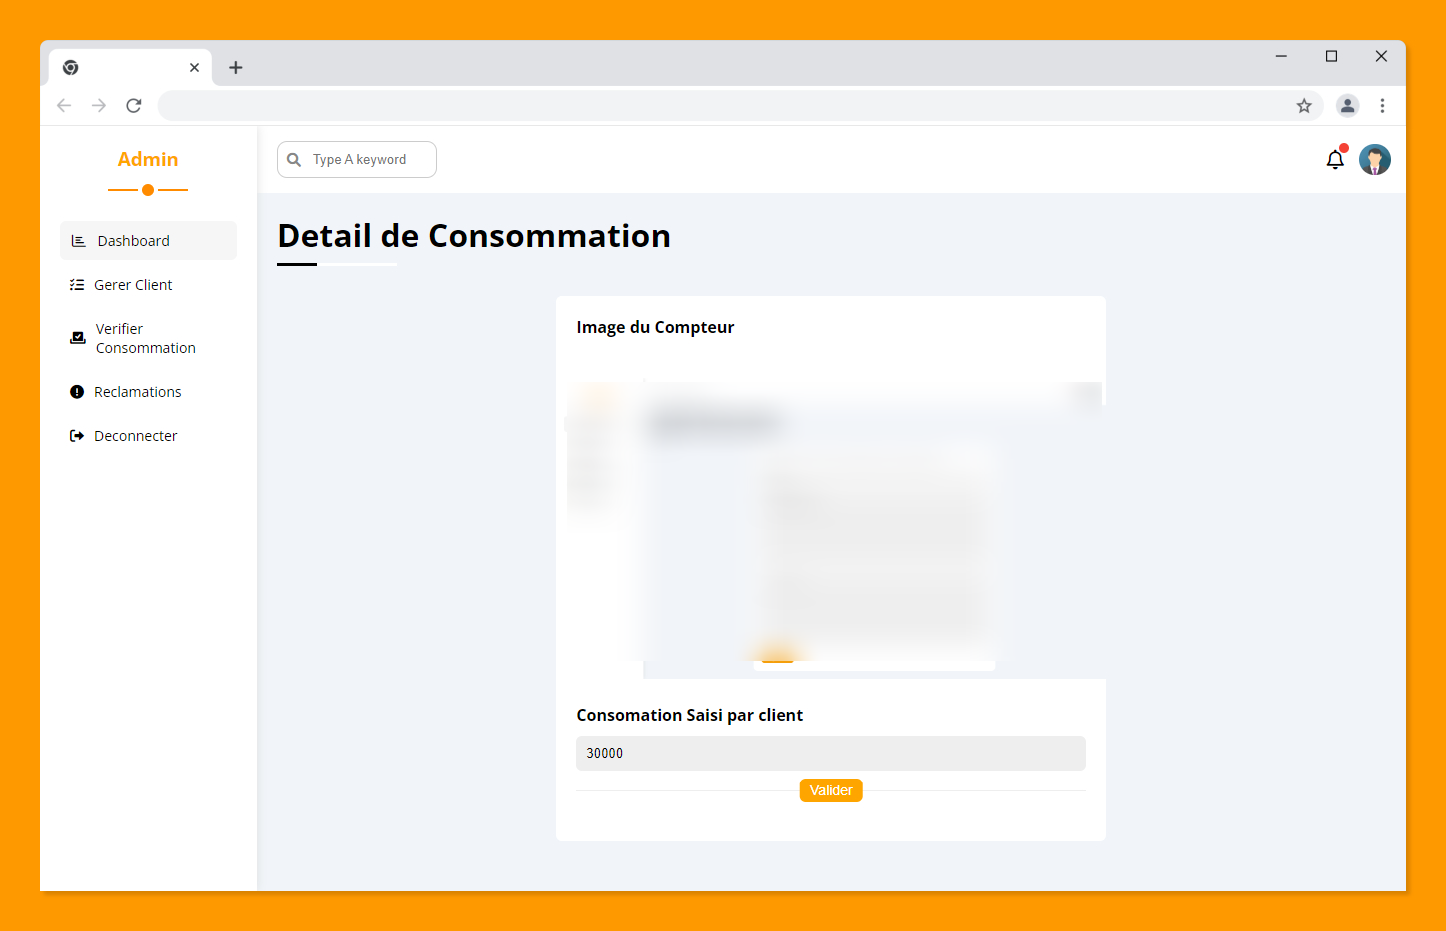 Admin
Type A keyword
Dashboard
Gerer Client
Verifier
Consommation
Reclamations
Deconnecter
Detail de Consommation
Image du Compteur
Consomation Saisi par client
30000
Valider